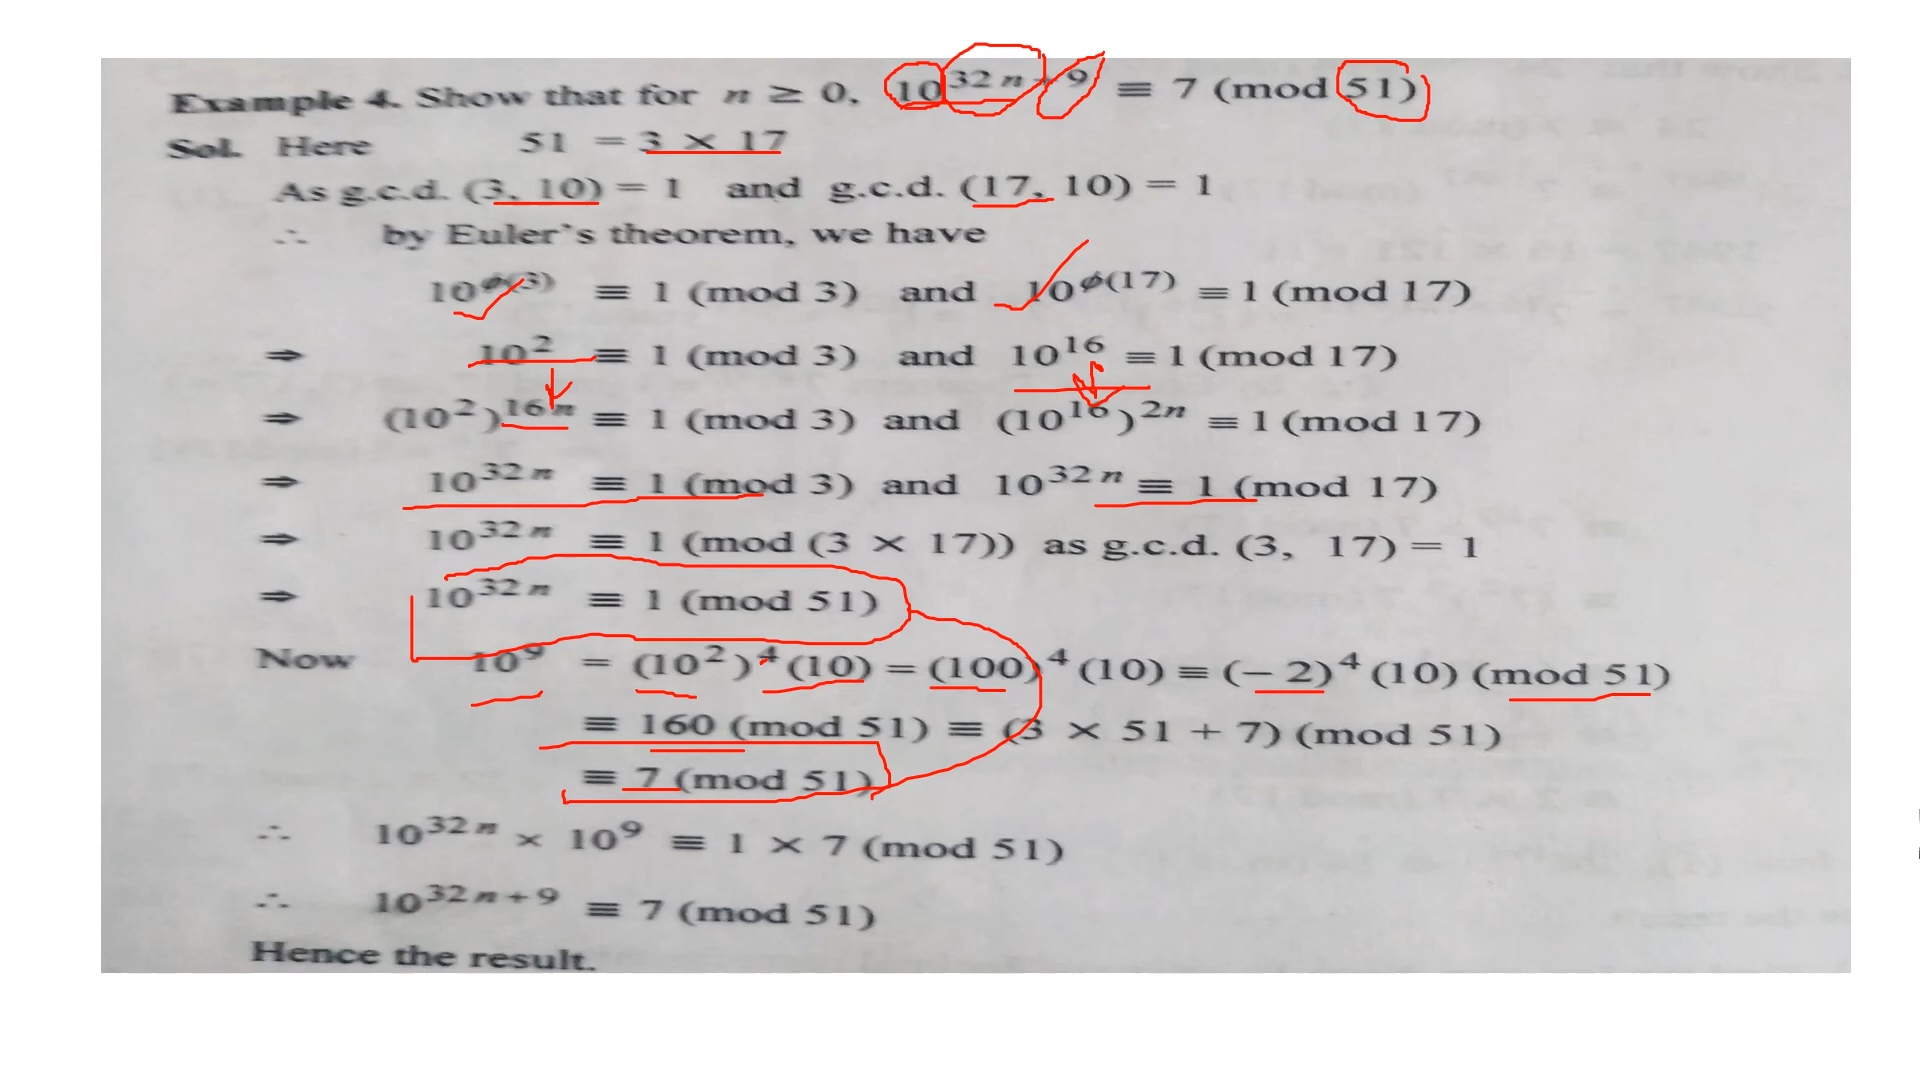 Example 4. Show that for n ≥ 0, 10^{32n+9} ≡ 7 (mod 51)
Sol. Here 51 = 3 × 17
As g.c.d. (3, 10) = 1 and g.c.d. (17, 10) = 1
∴ by Euler's theorem, we have
10^{ϕ(3)} ≡ 1 (mod 3) and 10^{ϕ(17)} ≡ 1 (mod 17)
⇒ 10^2 ≡ 1 (mod 3) and 10^{16} ≡ 1 (mod 17)
⇒ (10^2)^{16n} ≡ 1 (mod 3) and (10^{16})^{2n} ≡ 1 (mod 17)
⇒ 10^{32n} ≡ 1 (mod 3) and 10^{32n} ≡ 1 (mod 17)
⇒ 10^{32n} ≡ 1 (mod (3 × 17)) as g.c.d. (3, 17) = 1
⇒ 10^{32n} ≡ 1 (mod 51)
Now 10^9 = (10^2)^4 (10) = (100)^4 (10) ≡ (– 2)^4 (10) (mod 51)
≡ 160 (mod 51) ≡ (3 × 51 + 7) (mod 51)
≡ 7 (mod 51)
∴ 10^{32n} × 10^9 ≡ 1 × 7 (mod 51)
∴ 10^{32n+9} ≡ 7 (mod 51)
Hence the result.